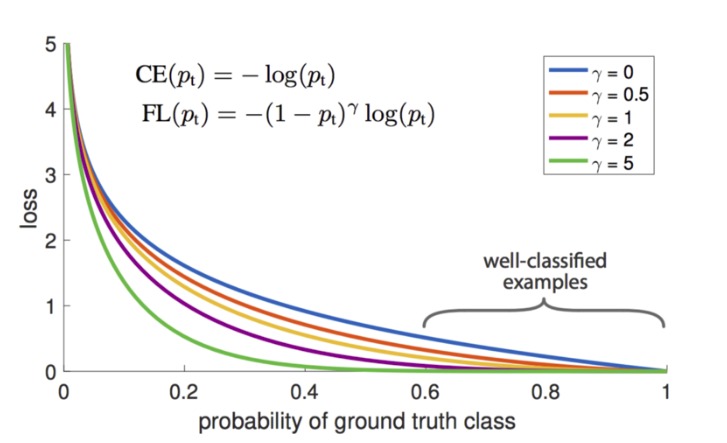 CE(pₜ) = − log(pₜ)
FL(pₜ) = −(1 − pₜ)^γ log(pₜ)
γ = 0
γ = 0.5
γ = 1
γ = 2
γ = 5
5
4
3
2
1
0
loss
well-classified
examples
0 0.2 0.4 0.6 0.8 1
probability of ground truth class